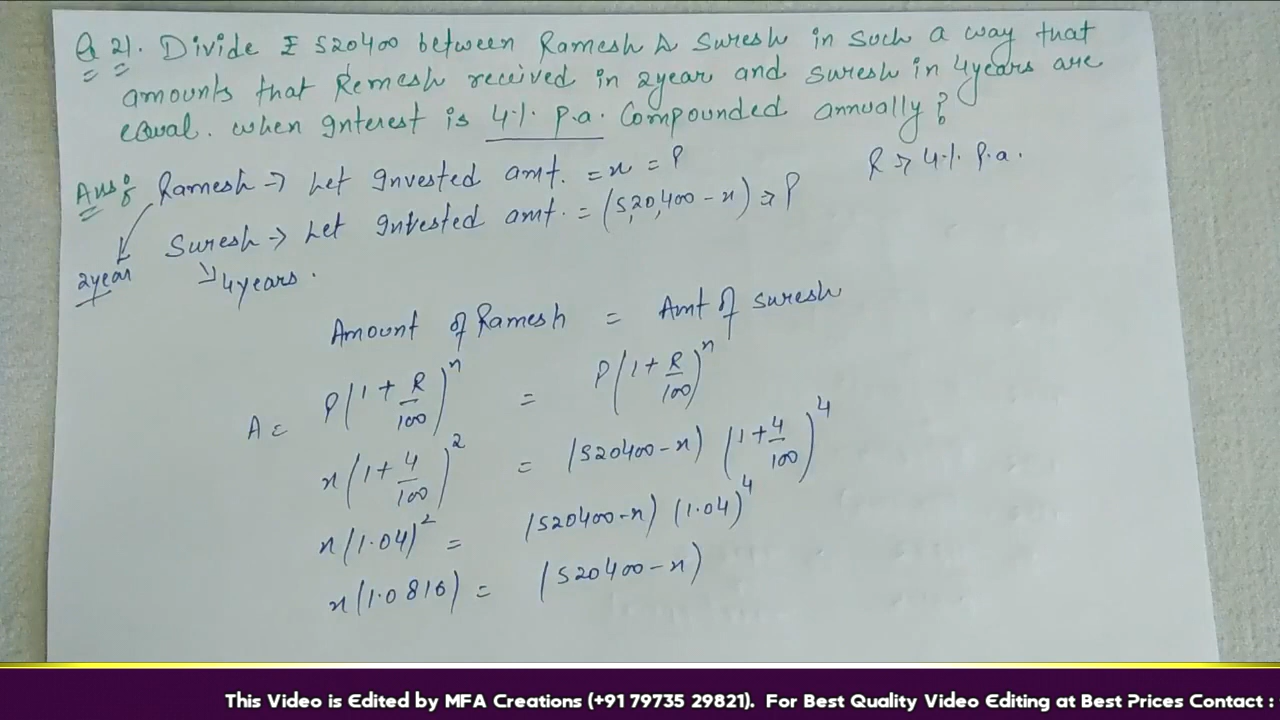 Q 21. Divide ₹ 520400 between Ramesh & Suresh in such a way that
amounts that Remesh received in 2year and suresh in 4years are
equal. when interest is 4%. p.a. compounded annually?
Ans: Ramesh → Let Invested amt. = x = P
R → 4%. P.a.
Suresh → Let Invested amt. = (5,20,400 - x) ⇒ P
2year
↘ 4years.
Amount of Ramesh = Amt of suresh
A = P(1 + R/100)^n = P(1 + R/100)^n
x(1 + 4/100)^2 = (520400 - x) (1 + 4/100)^4
x(1.04)^2 = (520400 - x) (1.04)^4
x(1.0816) = (520400 - x)
This Video is Edited by MFA Creations (+91 79735 29821). For Best Quality Video Editing at Best Prices Contact :